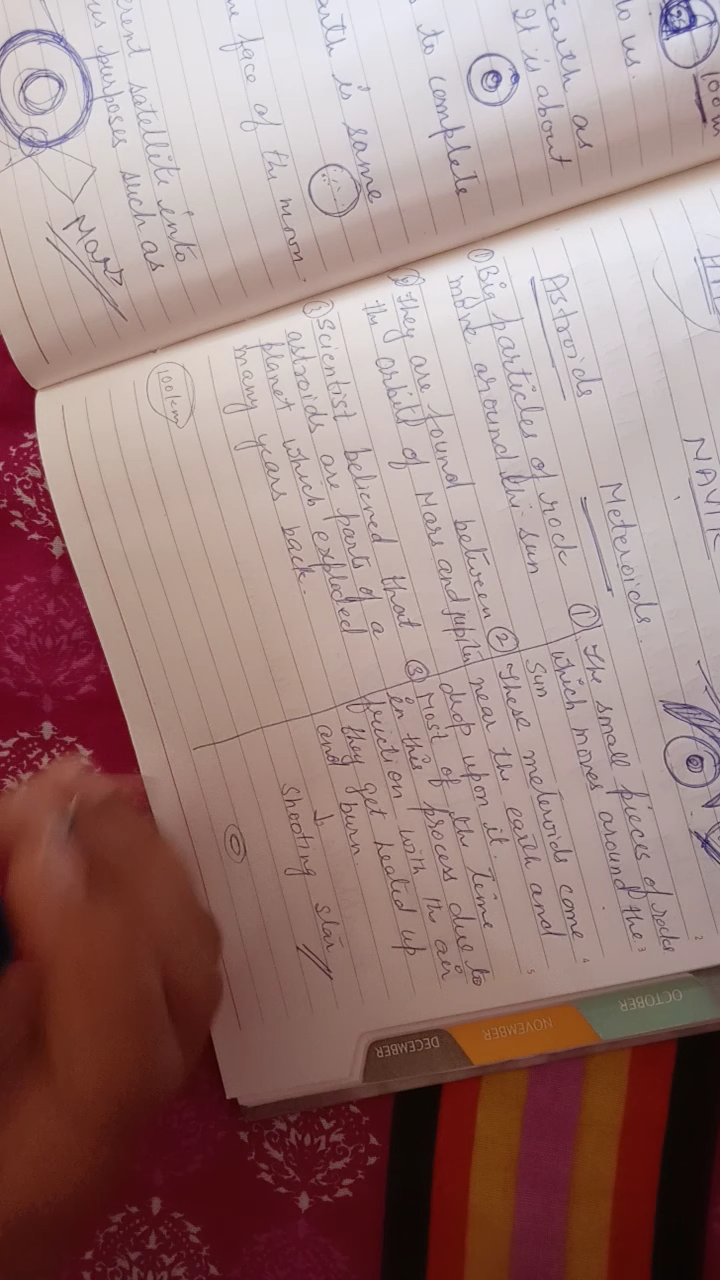 100km
to us.
Earth as
It is about
to complete
Earth is same
face of the moon.
satellite into
purposes such as
Mars
NAVIC
Astroids
① Big particles of rock
move around the sun
② They are found between
the orbit of Mars and jupiter
③ Scientist believed that
astroids are parts of a
planet which exploded
many years back.
100km
Meteroids.
① The small pieces of rocks
which moves around the
Sun
② These meteroids come
near the earth and
drop upon it.
③ Most of the time
in this process due to
friction with the air
they get heated up
and burn
↓
shooting star
OCTOBER
NOVEMBER
DECEMBER